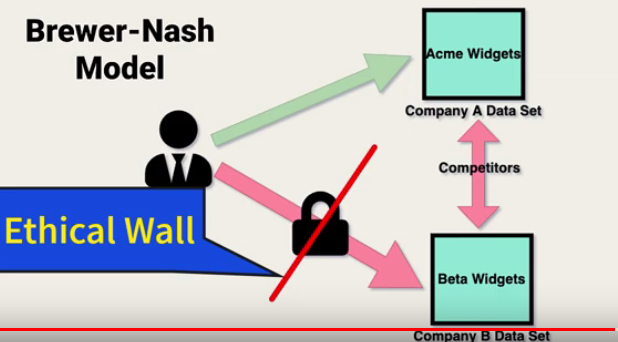 Brewer-Nash
Model
Acme Widgets
Company A Data Set
Competitors
Ethical Wall
Beta Widgets
Company B Data Set